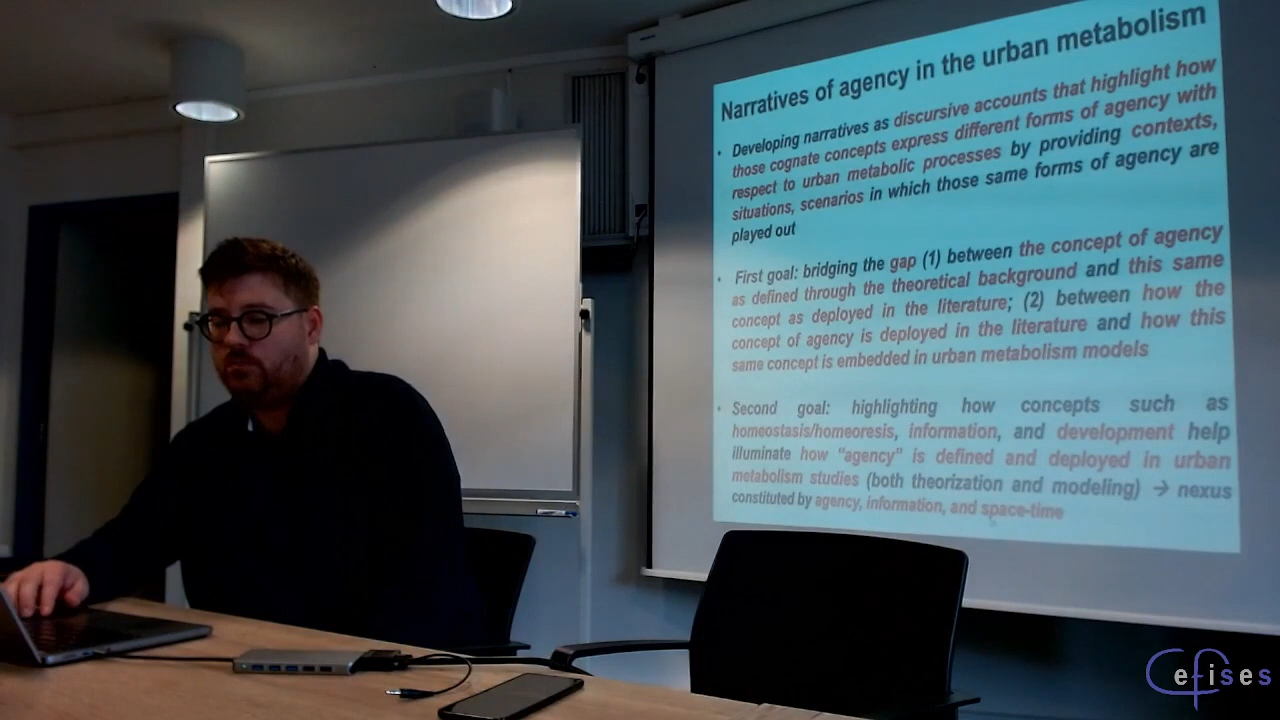 Narratives of agency in the urban metabolism
• Developing narratives as discursive accounts that highlight how
those cognate concepts express different forms of agency with
respect to urban metabolic processes by providing contexts,
situations, scenarios in which those same forms of agency are
played out
• First goal: bridging the gap (1) between the concept of agency
as defined through the theoretical background and this same
concept as deployed in the literature; (2) between how the
concept of agency is deployed in the literature and how this
same concept is embedded in urban metabolism models
• Second goal: highlighting how concepts such as
homeostasis/homeoresis, information, and development help
illuminate how “agency” is defined and deployed in urban
metabolism studies (both theorization and modeling) → nexus
constituted by agency, information, and space-time
Cefises